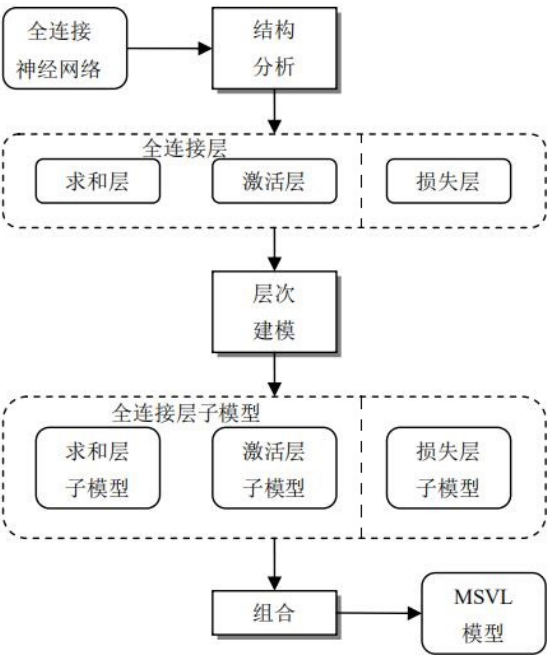 全连接
神经网络
结构
分析
全连接层
求和层
激活层
损失层
层次
建模
全连接层子模型
求和层
子模型
激活层
子模型
损失层
子模型
组合
MSVL
模型